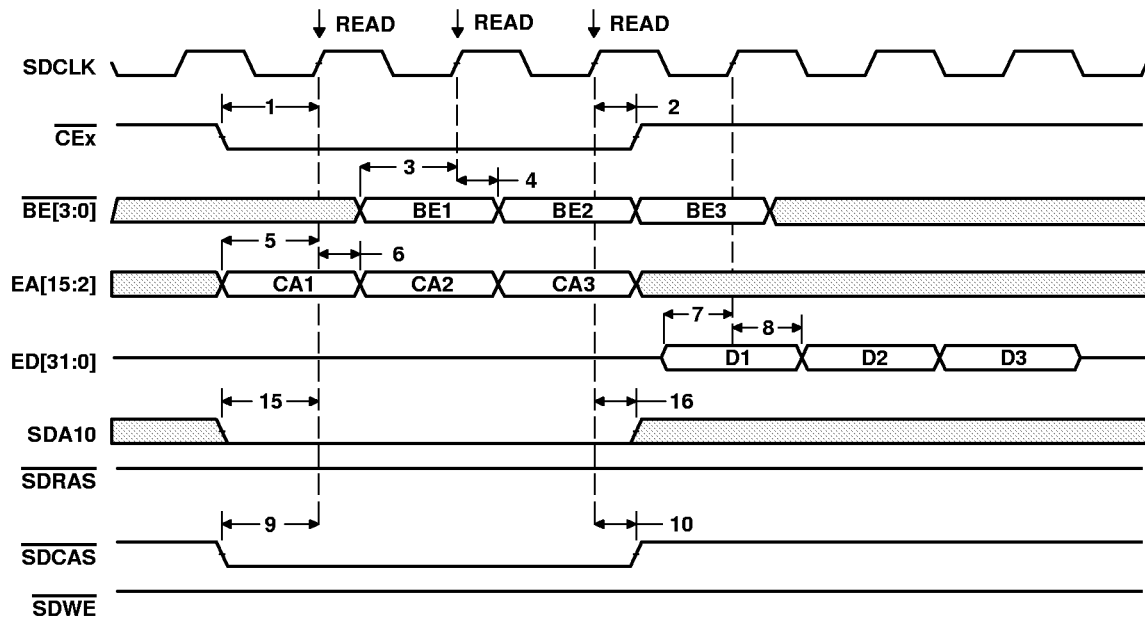 READ READ READ
SDCLK
1 2
CEx
3 4
BE[3:0] BE1 BE2 BE3
5 6
EA[15:2] CA1 CA2 CA3
7 8
ED[31:0] D1 D2 D3
15 16
SDA10
SDRAS
9 10
SDCAS
SDWE